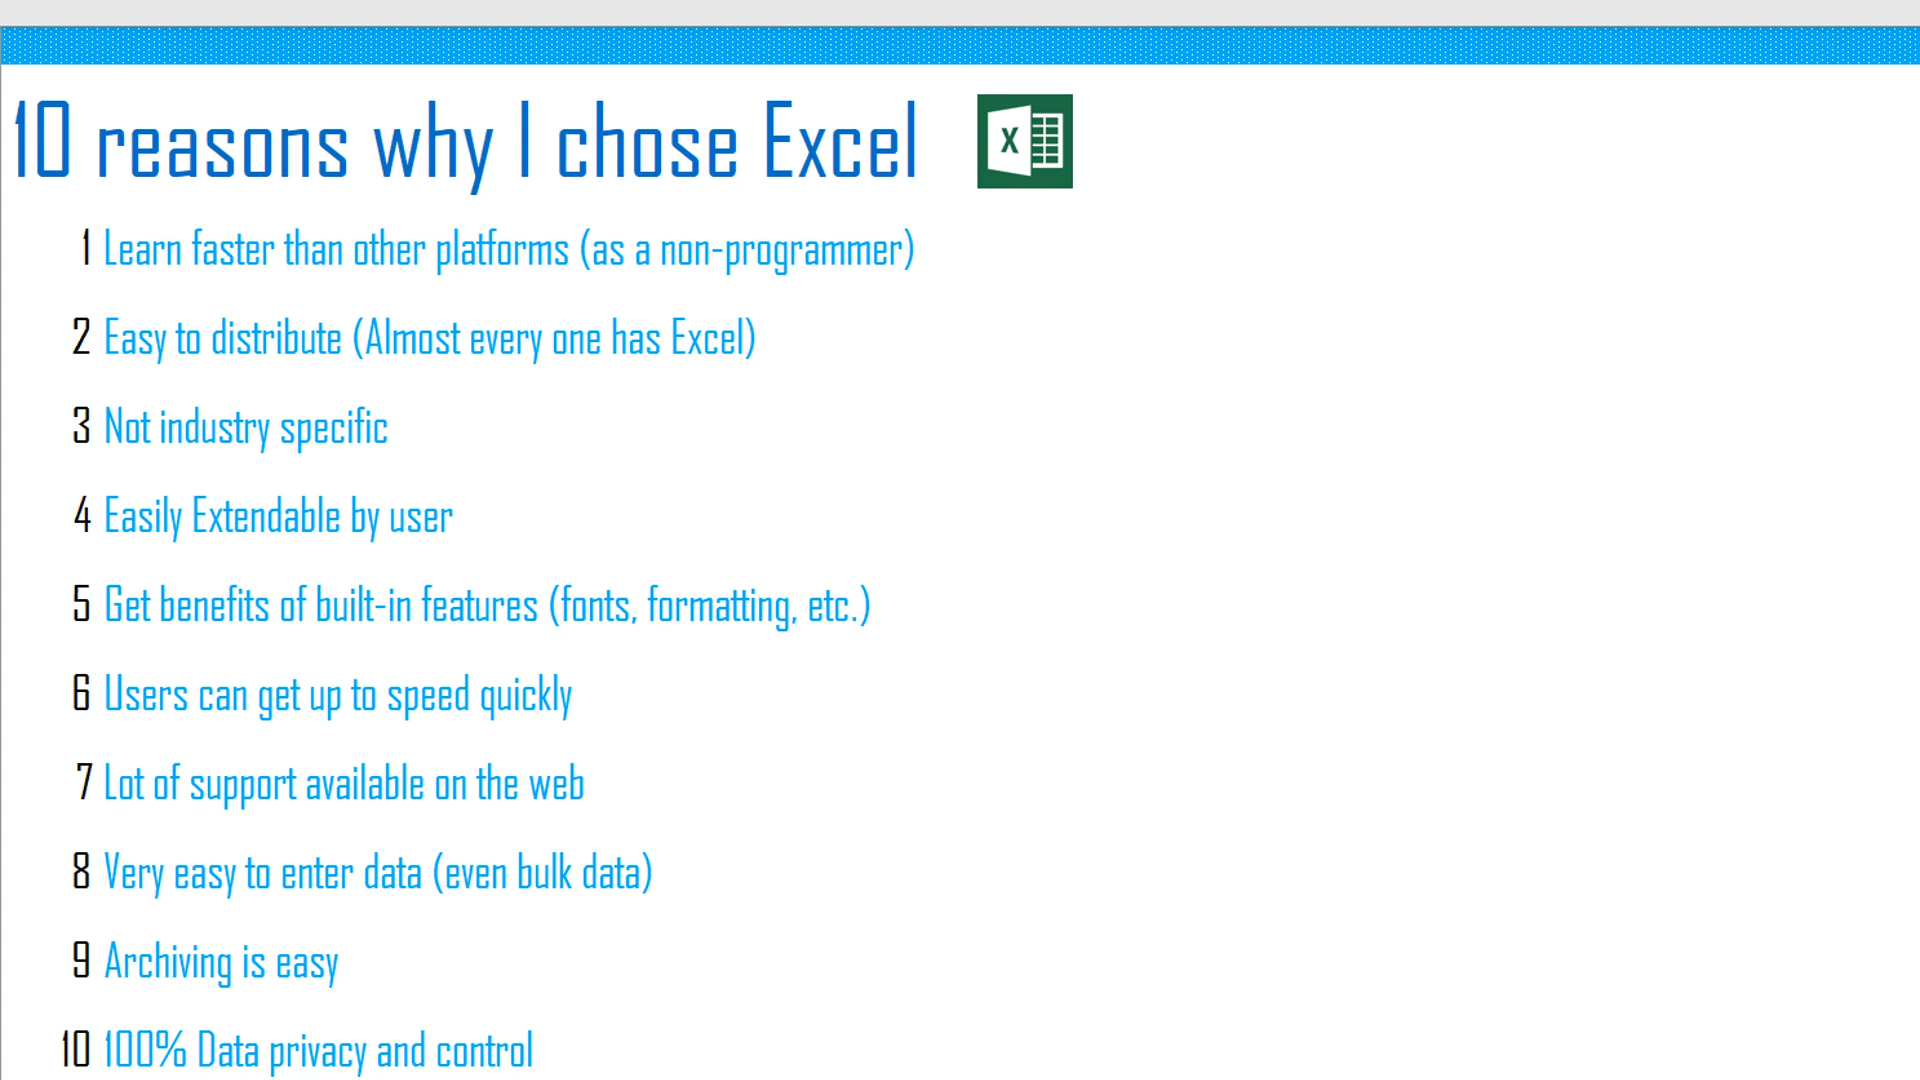 10 reasons why I chose Excel
X
1 Learn faster than other platforms (as a non-programmer)
2 Easy to distribute (Almost every one has Excel)
3 Not industry specific
4 Easily Extendable by user
5 Get benefits of built-in features (fonts, formatting, etc.)
6 Users can get up to speed quickly
7 Lot of support available on the web
8 Very easy to enter data (even bulk data)
9 Archiving is easy
10 100% Data privacy and control